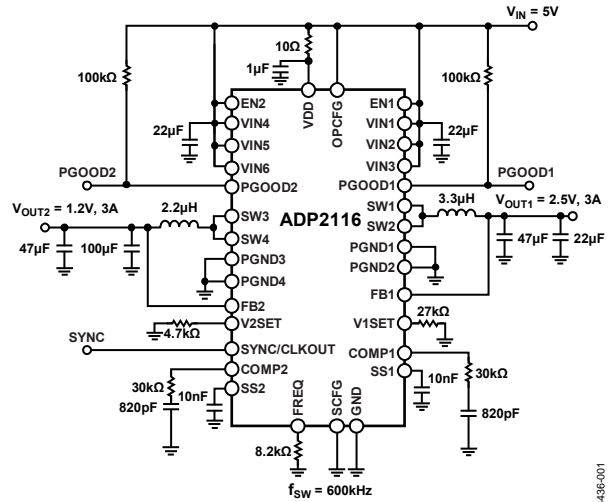 VIN = 5V
10Ω
1µF
100kΩ
100kΩ
VDD
OPCFG
EN2
EN1
VIN4
VIN1
22µF
22µF
VIN5
VIN2
VIN6
VIN3
PGOOD2
PGOOD2
PGOOD1
PGOOD1
ADP2116
VOUT2 = 1.2V, 3A
2.2µH
SW3
SW1
3.3µH
VOUT1 = 2.5V, 3A
SW4
SW2
47µF
100µF
47µF
22µF
PGND3
PGND1
PGND4
PGND2
FB2
FB1
V2SET
4.7kΩ
V1SET
27kΩ
SYNC
SYNC/CLKOUT
COMP1
COMP2
SS1
30kΩ
10nF
SS2
10nF
30kΩ
820pF
820pF
FREQ
SCFG
GND
8.2kΩ
fSW = 600kHz
436-001